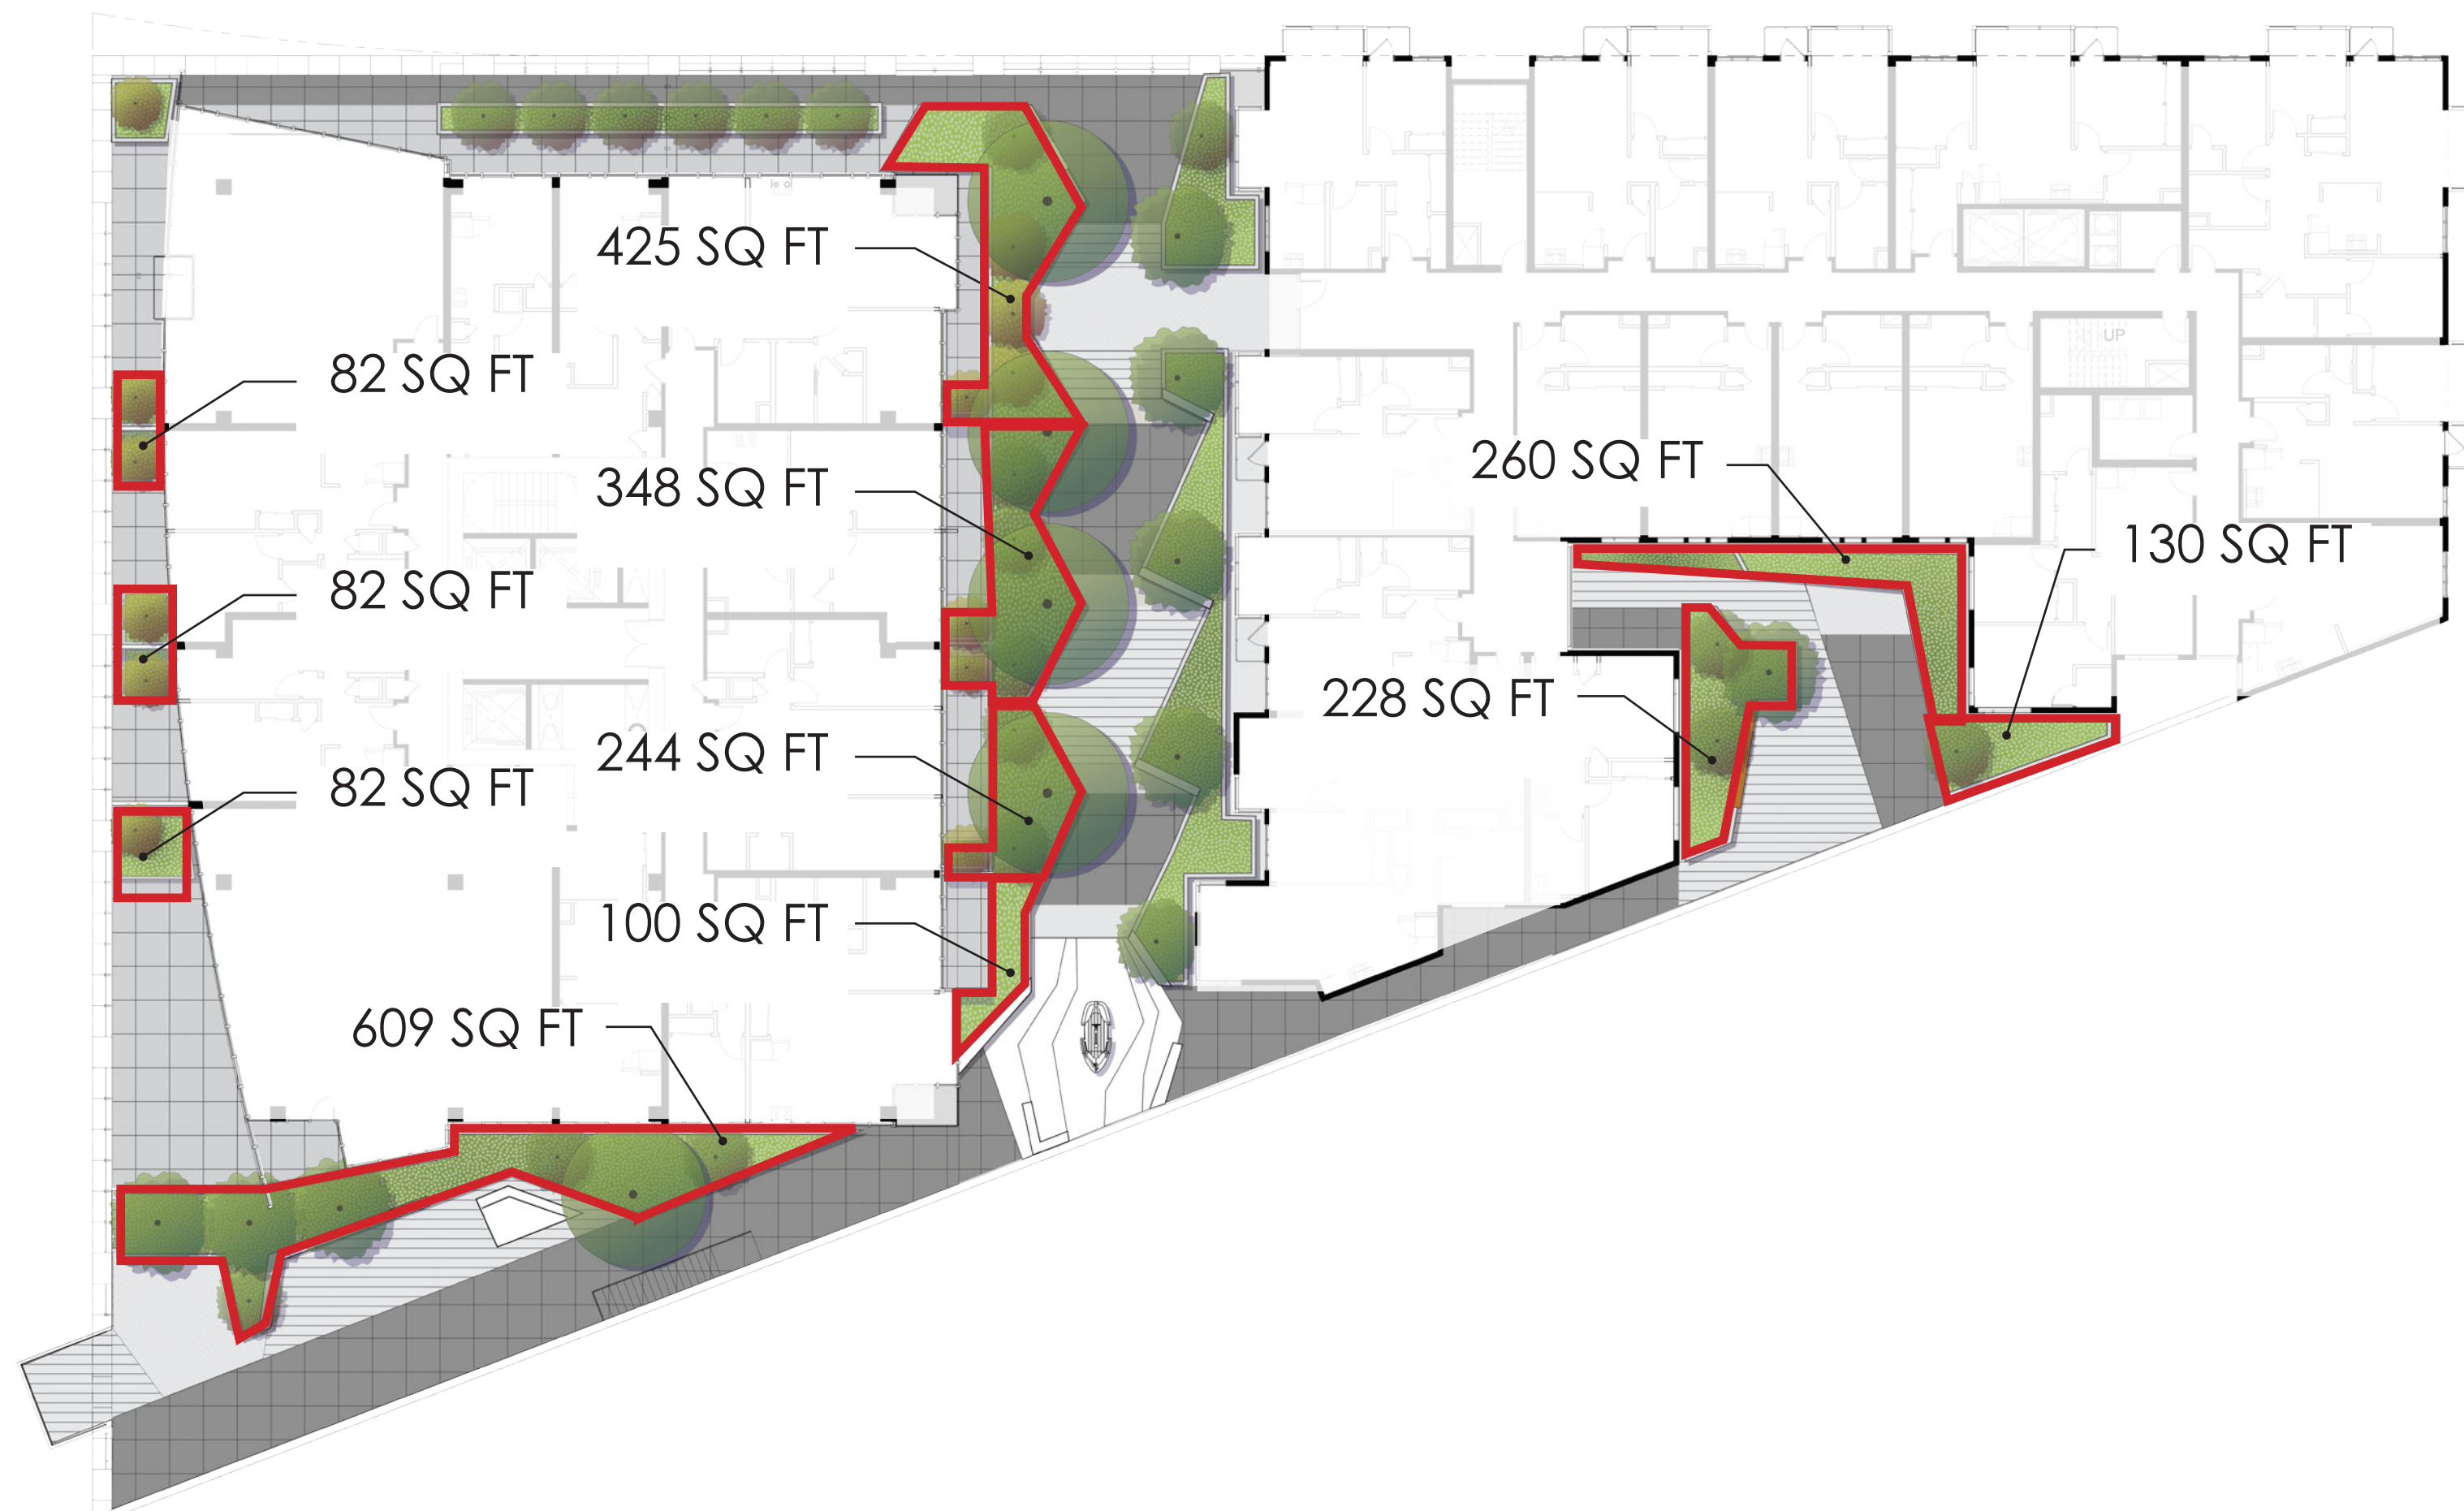 425 SQ FT
UP
82 SQ FT
348 SQ FT
260 SQ FT
130 SQ FT
82 SQ FT
228 SQ FT
244 SQ FT
82 SQ FT
100 SQ FT
609 SQ FT